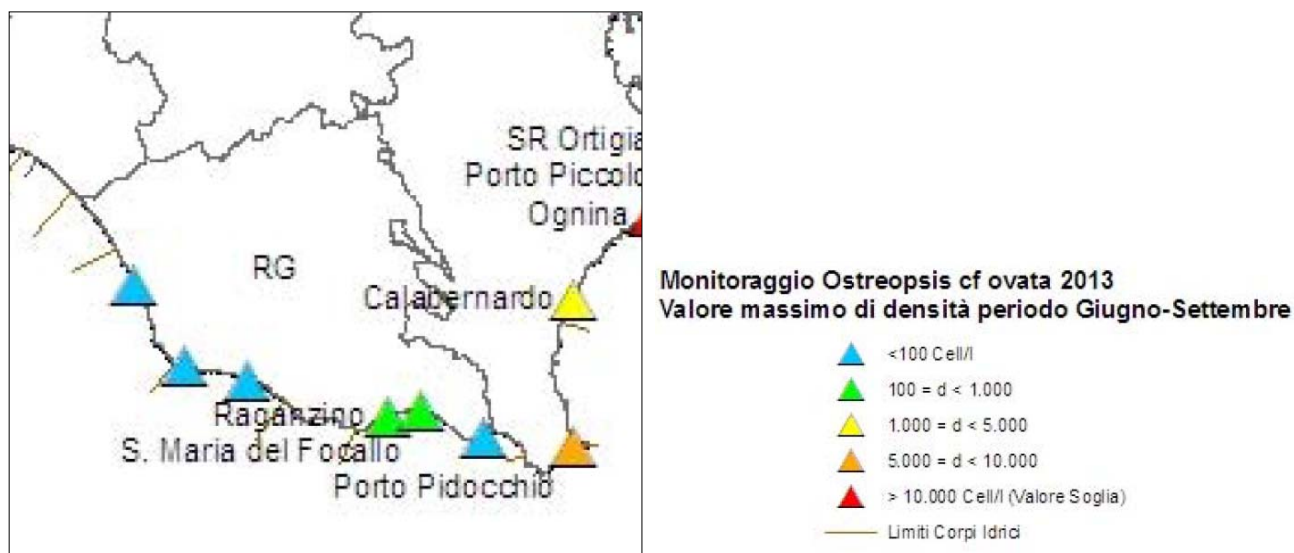 SR Ortigia
Porto Piccolo
Ognina
RG
Calabernardo
Raganzino
S. Maria del Focallo
Porto Pidocchio
Monitoraggio Ostreopsis cf ovata 2013
Valore massimo di densità periodo Giugno-Settembre
<100 Cell/l
100 = d < 1.000
1.000 = d < 5.000
5.000 = d < 10.000
> 10.000 Cell/l (Valore Soglia)
Limiti Corpi Idrici